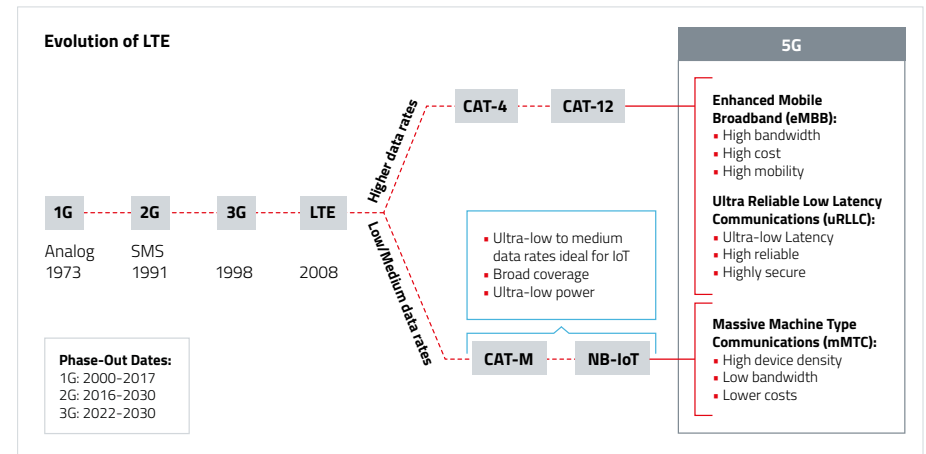 Evolution of LTE
5G
1G
2G
3G
LTE
Analog
1973
SMS
1991
1998
2008
Higher data rates
Low/Medium data rates
CAT-4
CAT-12
▪ Ultra-low to medium
data rates ideal for IoT
▪ Broad coverage
▪ Ultra-low power
CAT-M
NB-IoT
Enhanced Mobile
Broadband (eMBB):
▪ High bandwidth
▪ High cost
▪ High mobility
Ultra Reliable Low Latency
Communications (uRLLC):
▪ Ultra-low Latency
▪ High reliable
▪ Highly secure
Massive Machine Type
Communications (mMTC):
▪ High device density
▪ Low bandwidth
▪ Lower costs
Phase-Out Dates:
1G: 2000-2017
2G: 2016-2030
3G: 2022-2030